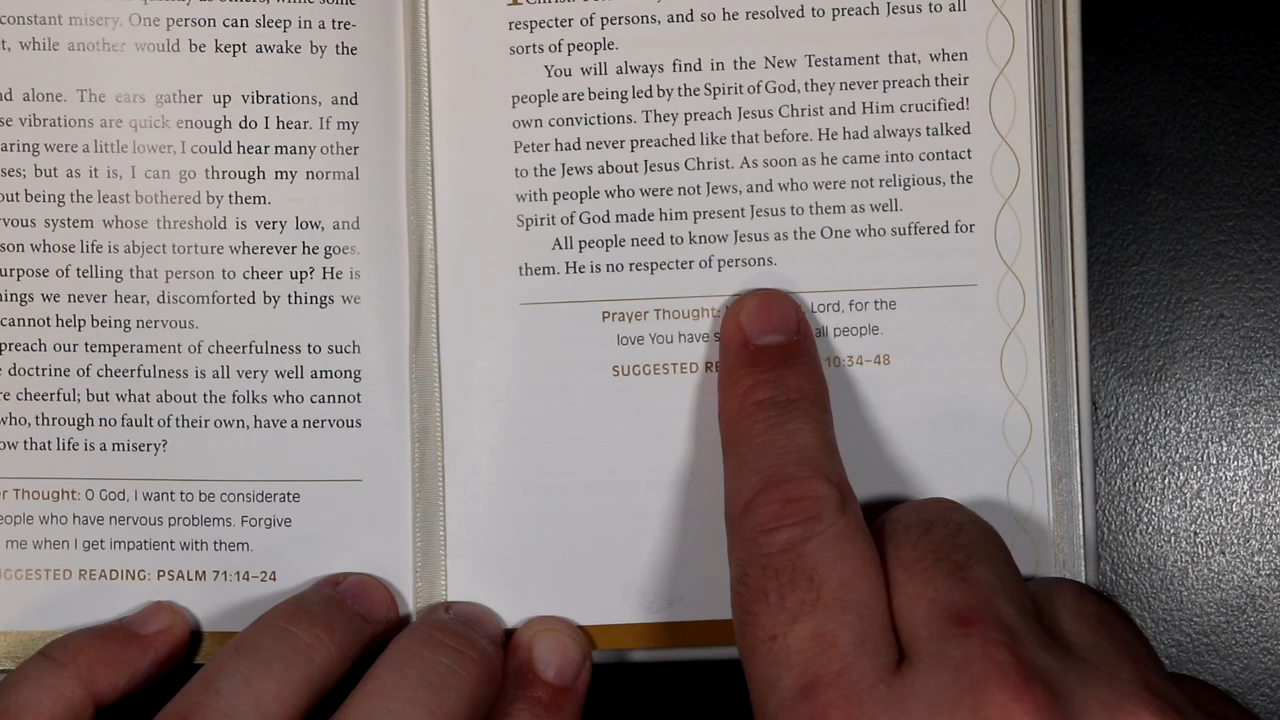 constant misery. One person can sleep in a tre-
while another would be kept awake by the
alone. The ears gather up vibrations, and
vibrations are quick enough do I hear. If my
were a little lower, I could hear many other
but as it is, I can go through my normal
being the least bothered by them.
system whose threshold is very low, and
whose life is abject torture wherever he goes.
of telling that person to cheer up? He is
we never hear, discomforted by things we
cannot help being nervous.
preach our temperament of cheerfulness to such
doctrine of cheerfulness is all very well among
cheerful; but what about the folks who cannot
who, through no fault of their own, have a nervous
that life is a misery?
Thought: O God, I want to be considerate
who have nervous problems. Forgive
me when I get impatient with them.
READING: PSALM 71:14–24
respecter of persons, and so he resolved to preach Jesus to all
sorts of people.
You will always find in the New Testament that, when
people are being led by the Spirit of God, they never preach their
own convictions. They preach Jesus Christ and Him crucified!
Peter had never preached like that before. He had always talked
to the Jews about Jesus Christ. As soon as he came into contact
with people who were not Jews, and who were not religious, the
Spirit of God made him present Jesus to them as well.
All people need to know Jesus as the One who suffered for
them. He is no respecter of persons.
Prayer Thought: Lord, for the
love You have all people.
SUGGESTED 10:34–48